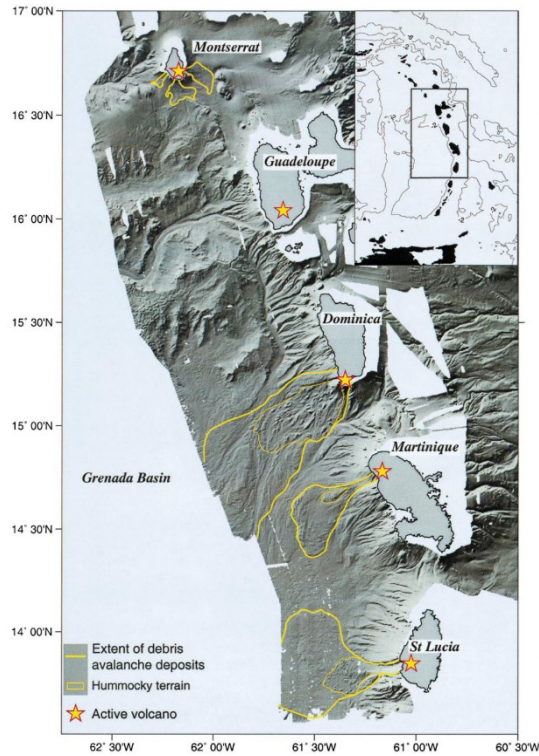 17° 00'N
Montserrat
16° 30'N
Guadeloupe
16° 00'N
15° 30'N
Dominica
15° 00'N
Martinique
Grenada Basin
14° 30'N
14° 00'N
St Lucia
Extent of debris
avalanche deposits
Hummocky terrain
Active volcano
62° 30'W 62° 00'W 61° 30'W 61° 00'W 60° 30'W